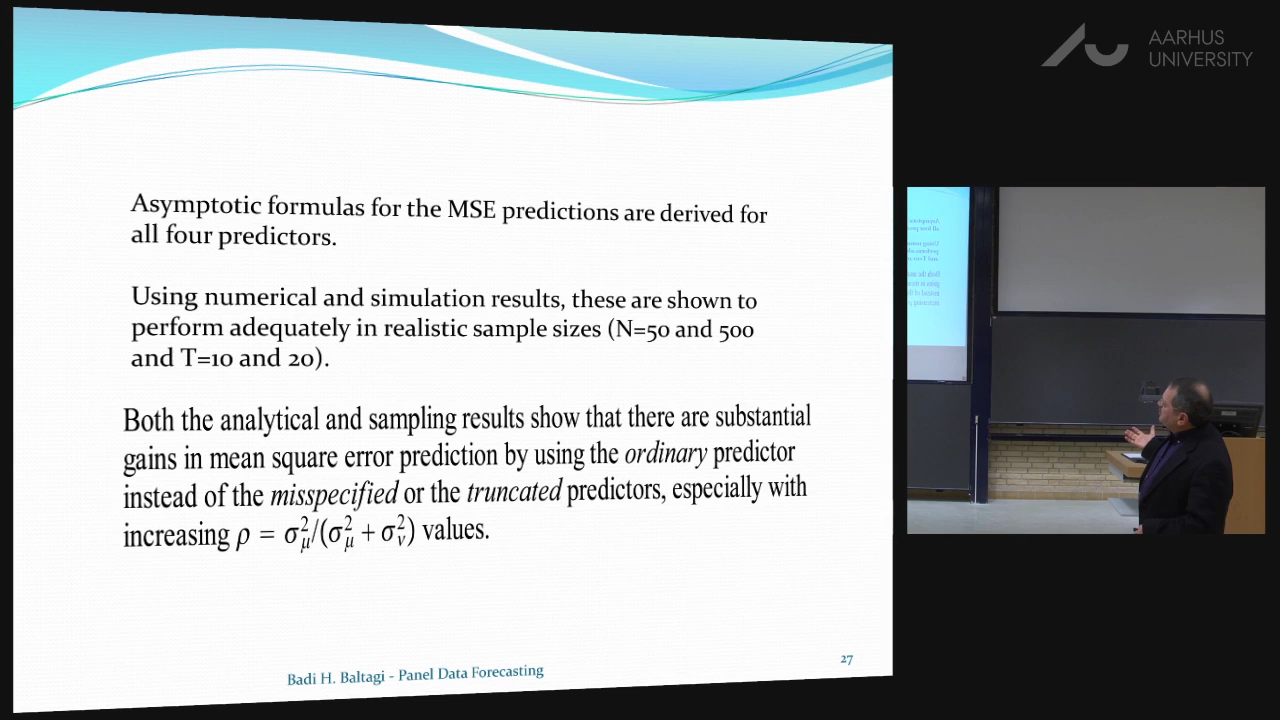 AARHUS
UNIVERSITY
Asymptotic formulas for the MSE predictions are derived for
all four predictors.
Using numerical and simulation results, these are shown to
perform adequately in realistic sample sizes (N=50 and 500
and T=10 and 20).
Both the analytical and sampling results show that there are substantial
gains in mean square error prediction by using the ordinary predictor
instead of the misspecified or the truncated predictors, especially with
increasing ρ = σ²_μ/(σ²_μ + σ²_ν) values.
Badi H. Baltagi - Panel Data Forecasting
27